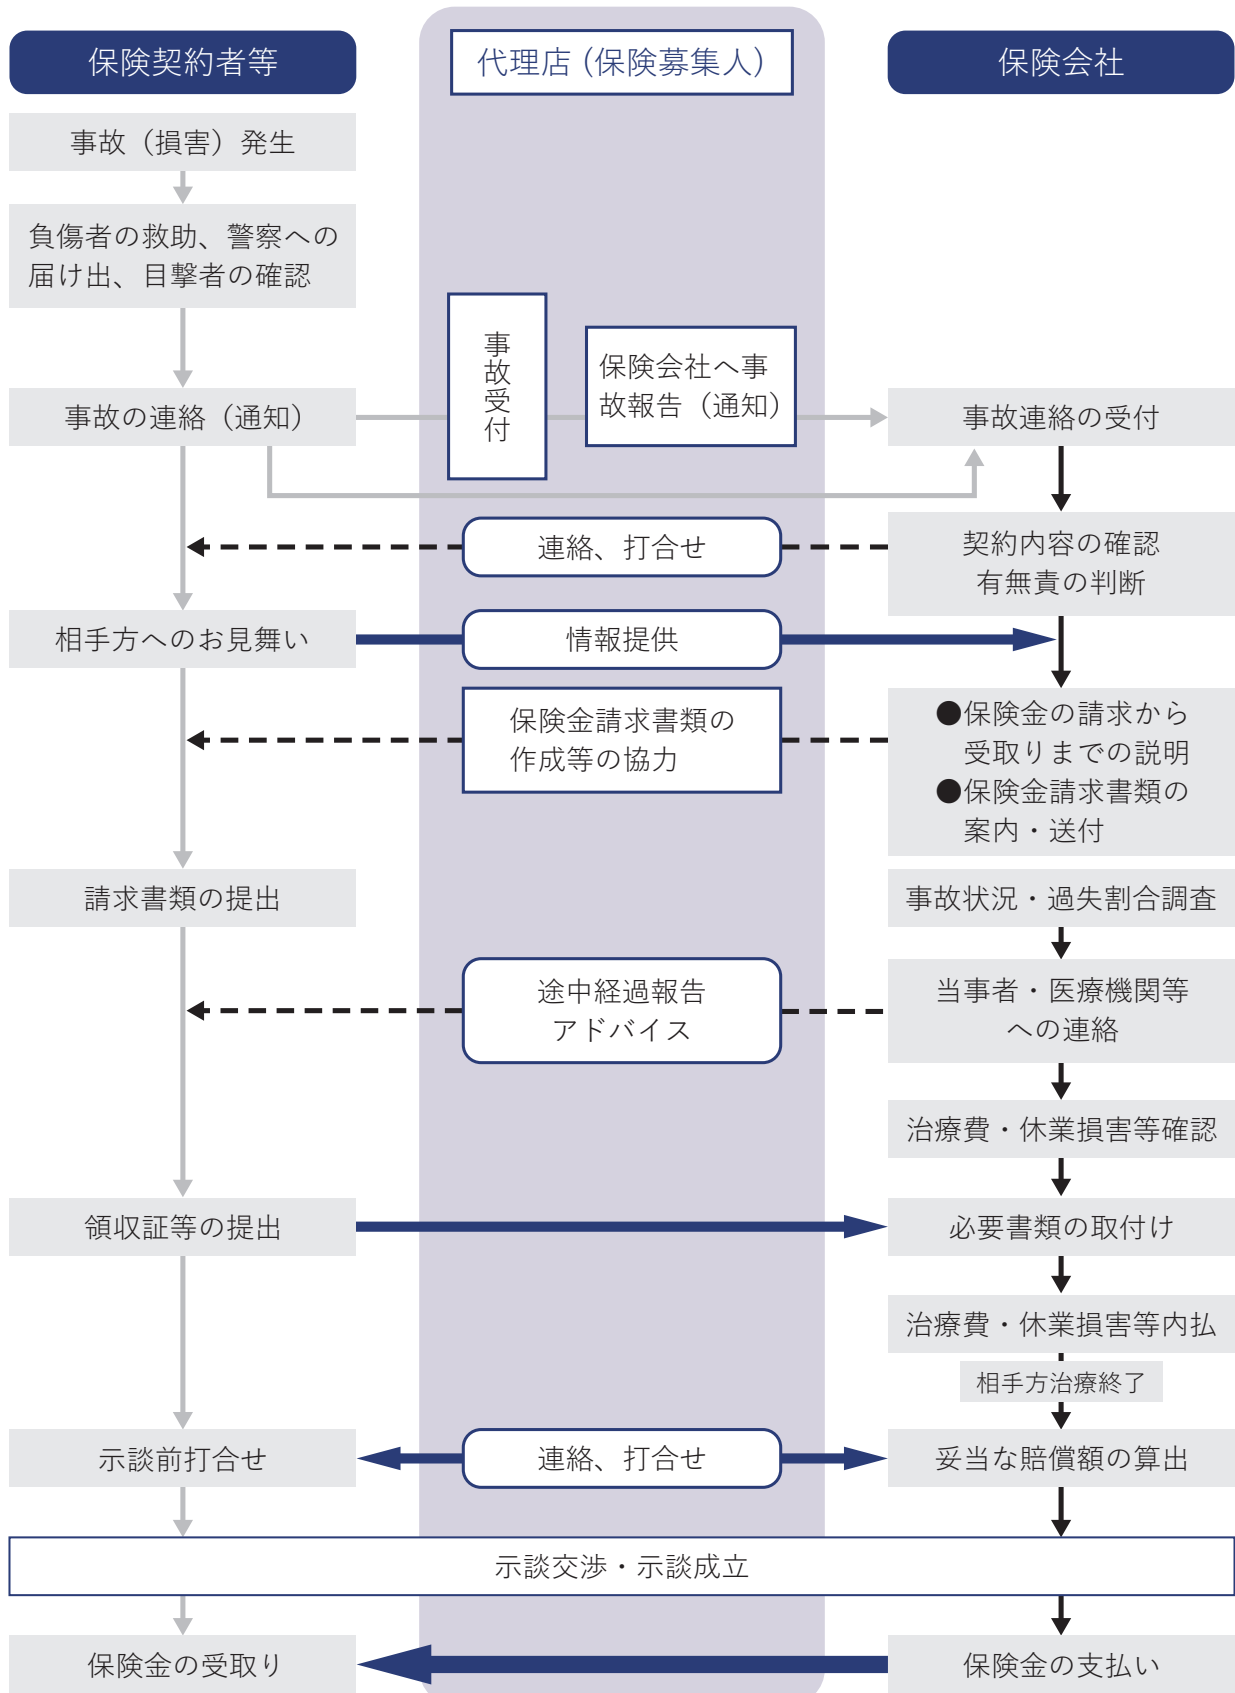 保険契約者等
代理店(保険募集人)
保険会社
事故（損害）発生
負傷者の救助、警察への
届け出、目撃者の確認
事故の連絡（通知）
事故受付
保険会社へ事
故報告（通知）
事故連絡の受付
連絡、打合せ
契約内容の確認
有無責の判断
相手方へのお見舞い
情報提供
保険金請求書類の
作成等の協力
●保険金の請求から
受取りまでの説明
●保険金請求書類の
案内・送付
請求書類の提出
事故状況・過失割合調査
途中経過報告
アドバイス
当事者・医療機関等
への連絡
治療費・休業損害等確認
領収証等の提出
必要書類の取付け
治療費・休業損害等内払
相手方治療終了
示談前打合せ
連絡、打合せ
妥当な賠償額の算出
示談交渉・示談成立
保険金の受取り
保険金の支払い